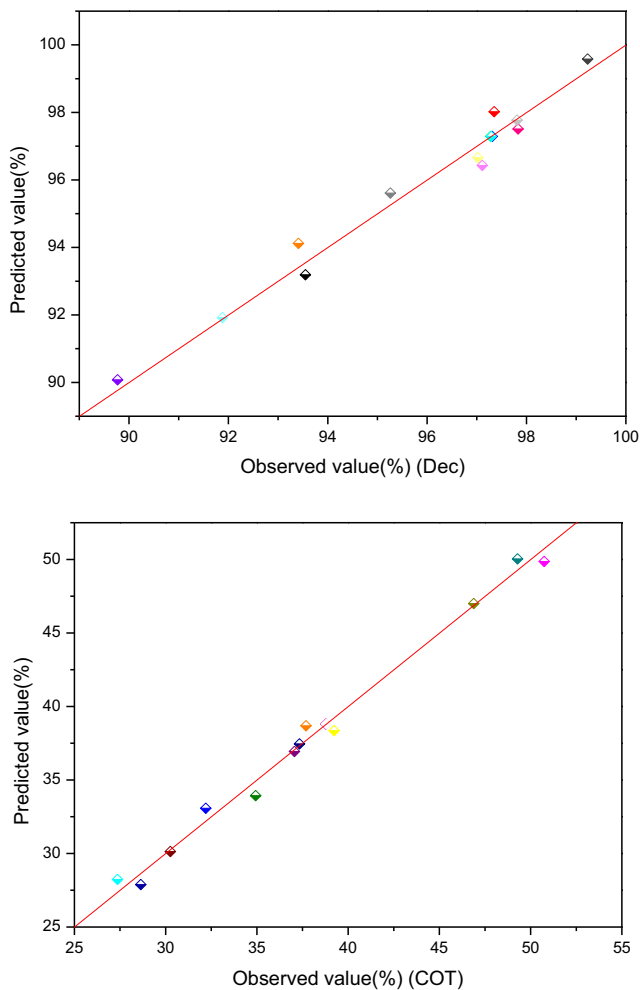 100
98
96
94
92
90
Predicted value(%)
90 92 94 96 98 100
Observed value(%) (Dec)
50
45
40
35
30
25
Predicted value(%)
25 30 35 40 45 50 55
Observed value(%) (COT)